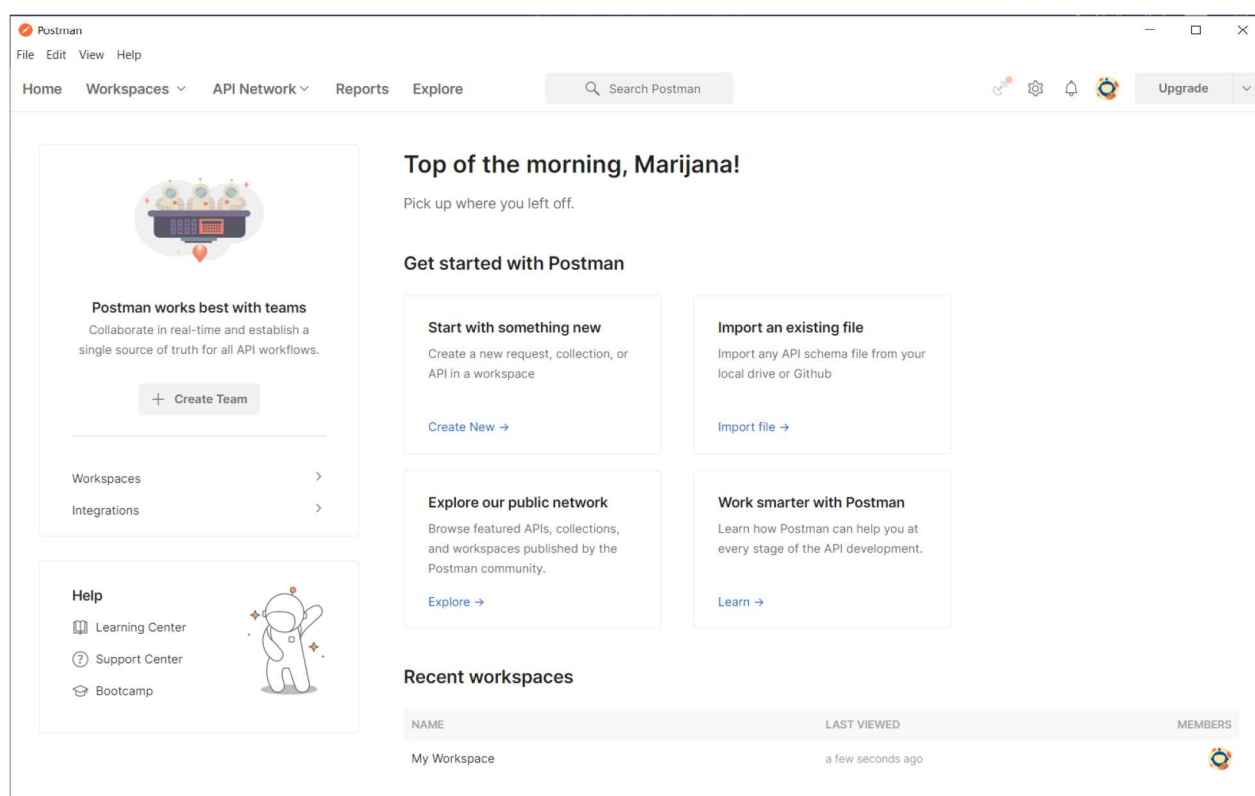 Postman
File Edit View Help
Home Workspaces API Network Reports Explore Search Postman Upgrade
Postman works best with teams
Collaborate in real-time and establish a
single source of truth for all API workflows.
+ Create Team
Workspaces
Integrations
Help
Learning Center
Support Center
Bootcamp
Top of the morning, Marijana!
Pick up where you left off.
Get started with Postman
Start with something new
Create a new request, collection, or
API in a workspace
Create New →
Import an existing file
Import any API schema file from your
local drive or Github
Import file →
Explore our public network
Browse featured APIs, collections,
and workspaces published by the
Postman community.
Explore →
Work smarter with Postman
Learn how Postman can help you at
every stage of the API development.
Learn →
Recent workspaces
NAME LAST VIEWED MEMBERS
My Workspace a few seconds ago